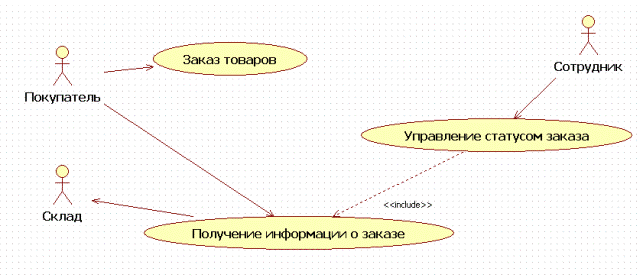 Заказ товаров
Сотрудник
Покупатель
Управление статусом заказа
<<include>>
Склад
Получение информации о заказе